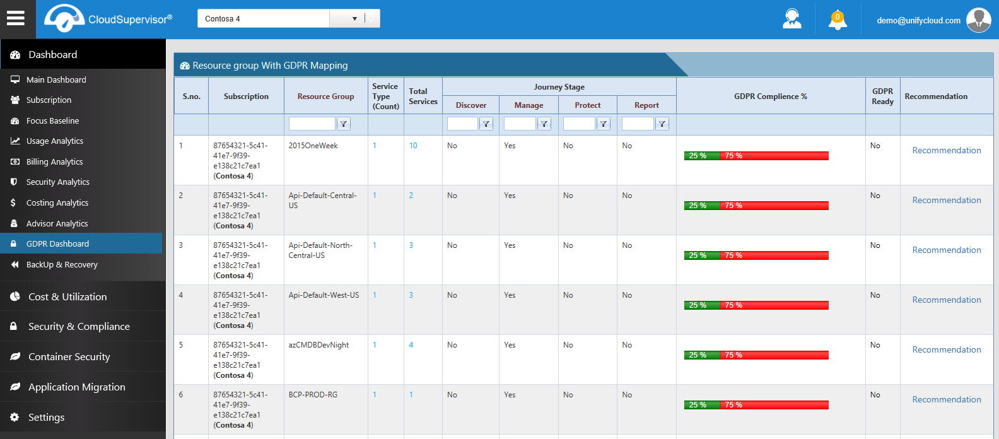 CloudSupervisor®
Contosa 4
0
demo@unifycloud.com
Dashboard
Main Dashboard
Subscription
Focus Baseline
Usage Analytics
Billing Analytics
Security Analytics
Costing Analytics
Advisor Analytics
GDPR Dashboard
BackUp & Recovery
Cost & Utilization
Security & Compliance
Container Security
Application Migration
Settings
Resource group With GDPR Mapping
S.no. Subscription Resource Group Service Type (Count) Total Services Journey Stage GDPR Complience % GDPR Ready Recommendation
Discover Manage Protect Report
1 87654321-5c41- 2015OneWeek 1 10 No Yes No No 25 % 75 % No Recommendation
41e7-9f39-
e138c21c7ea1
(Contosa 4)
2 87654321-5c41- Api-Default-Central- 1 2 No Yes No No 25 % 75 % No Recommendation
41e7-9f39- US
e138c21c7ea1
(Contosa 4)
3 87654321-5c41- Api-Default-North- 1 3 No Yes No No 25 % 75 % No Recommendation
41e7-9f39- Central-US
e138c21c7ea1
(Contosa 4)
4 87654321-5c41- Api-Default-West-US 1 3 No Yes No No 25 % 75 % No Recommendation
41e7-9f39-
e138c21c7ea1
(Contosa 4)
5 87654321-5c41- azCMDBDevNight 1 4 No Yes No No 25 % 75 % No Recommendation
41e7-9f39-
e138c21c7ea1
(Contosa 4)
6 87654321-5c41- BCP-PROD-RG 1 1 No Yes No No 25 % 75 % No Recommendation
41e7-9f39-
e138c21c7ea1
(Contosa 4)